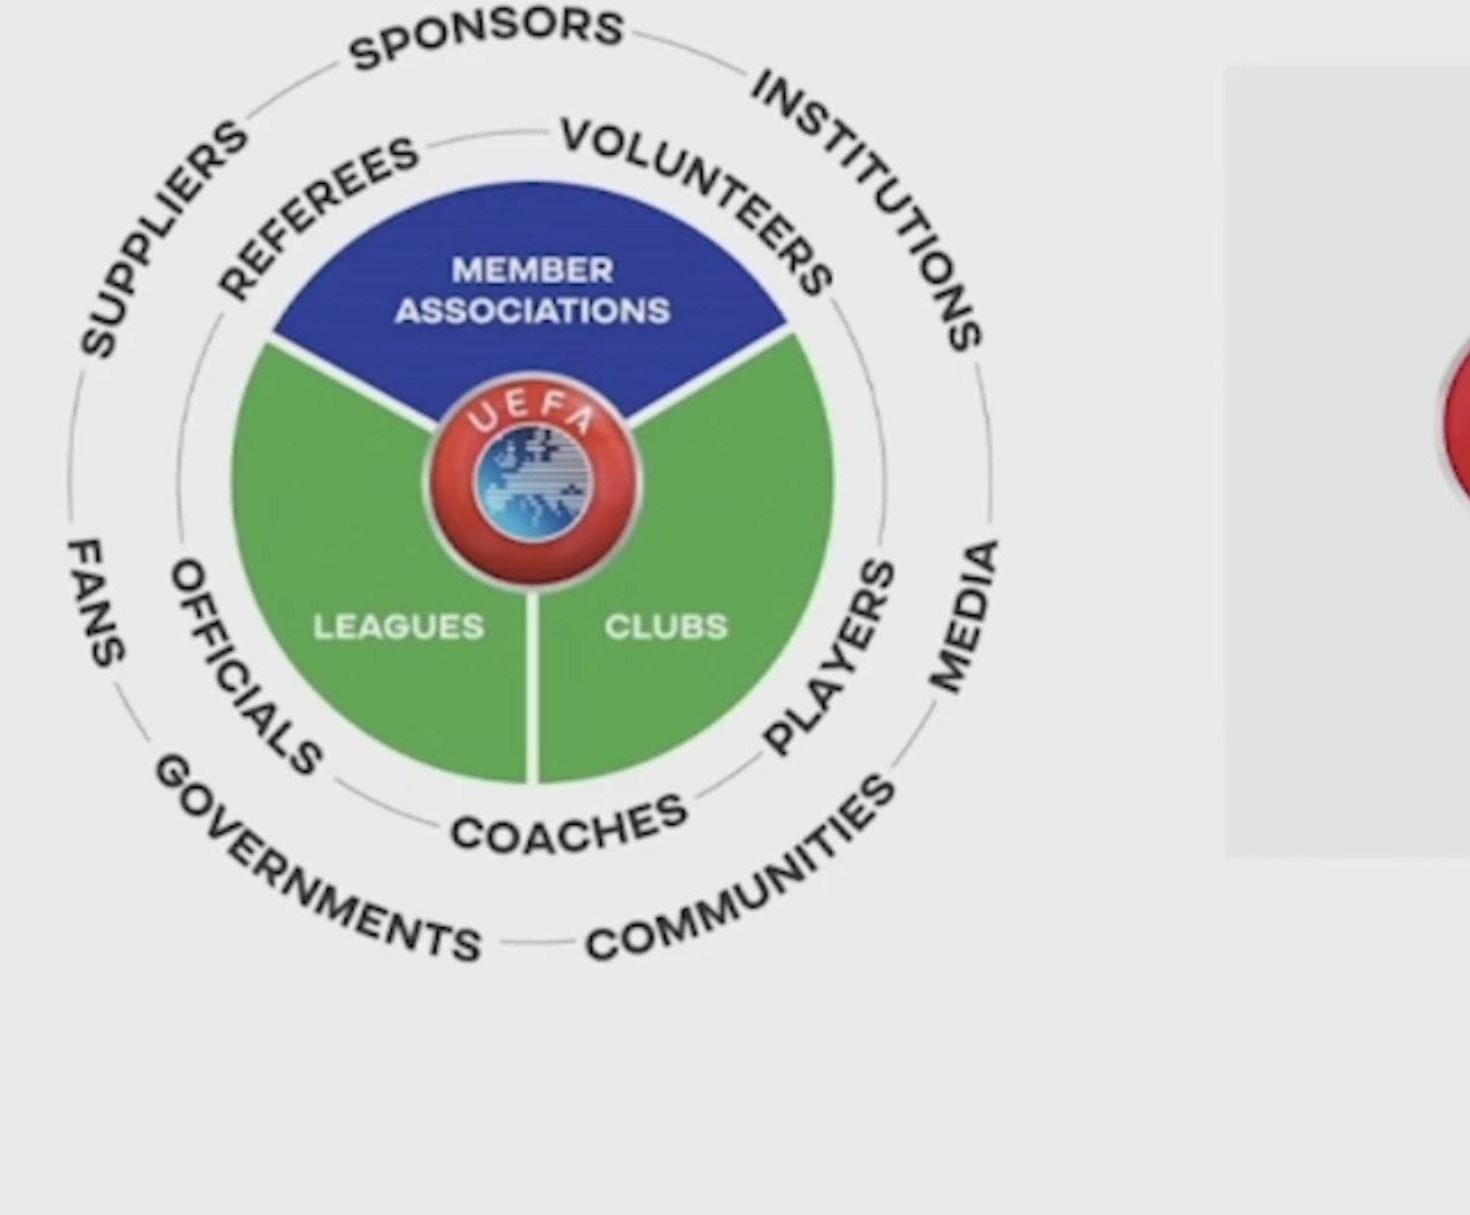 SPONSORS
INSTITUTIONS
MEDIA
COMMUNITIES
GOVERNMENTS
FANS
SUPPLIERS
REFEREES
VOLUNTEERS
PLAYERS
COACHES
OFFICIALS
MEMBER
ASSOCIATIONS
UEFA
LEAGUES
CLUBS